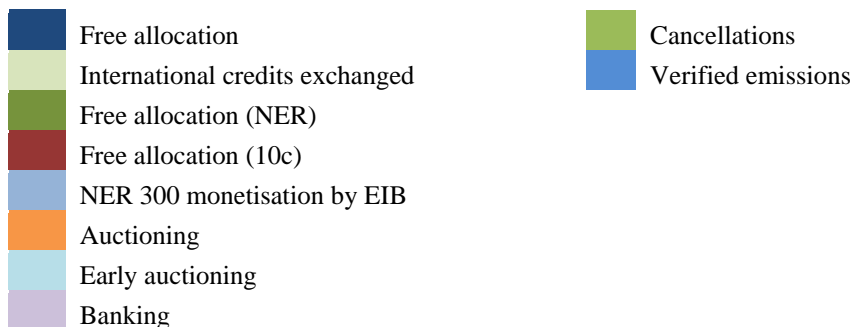 Free allocation
International credits exchanged
Free allocation (NER)
Free allocation (10c)
NER 300 monetisation by EIB
Auctioning
Early auctioning
Banking
Cancellations
Verified emissions